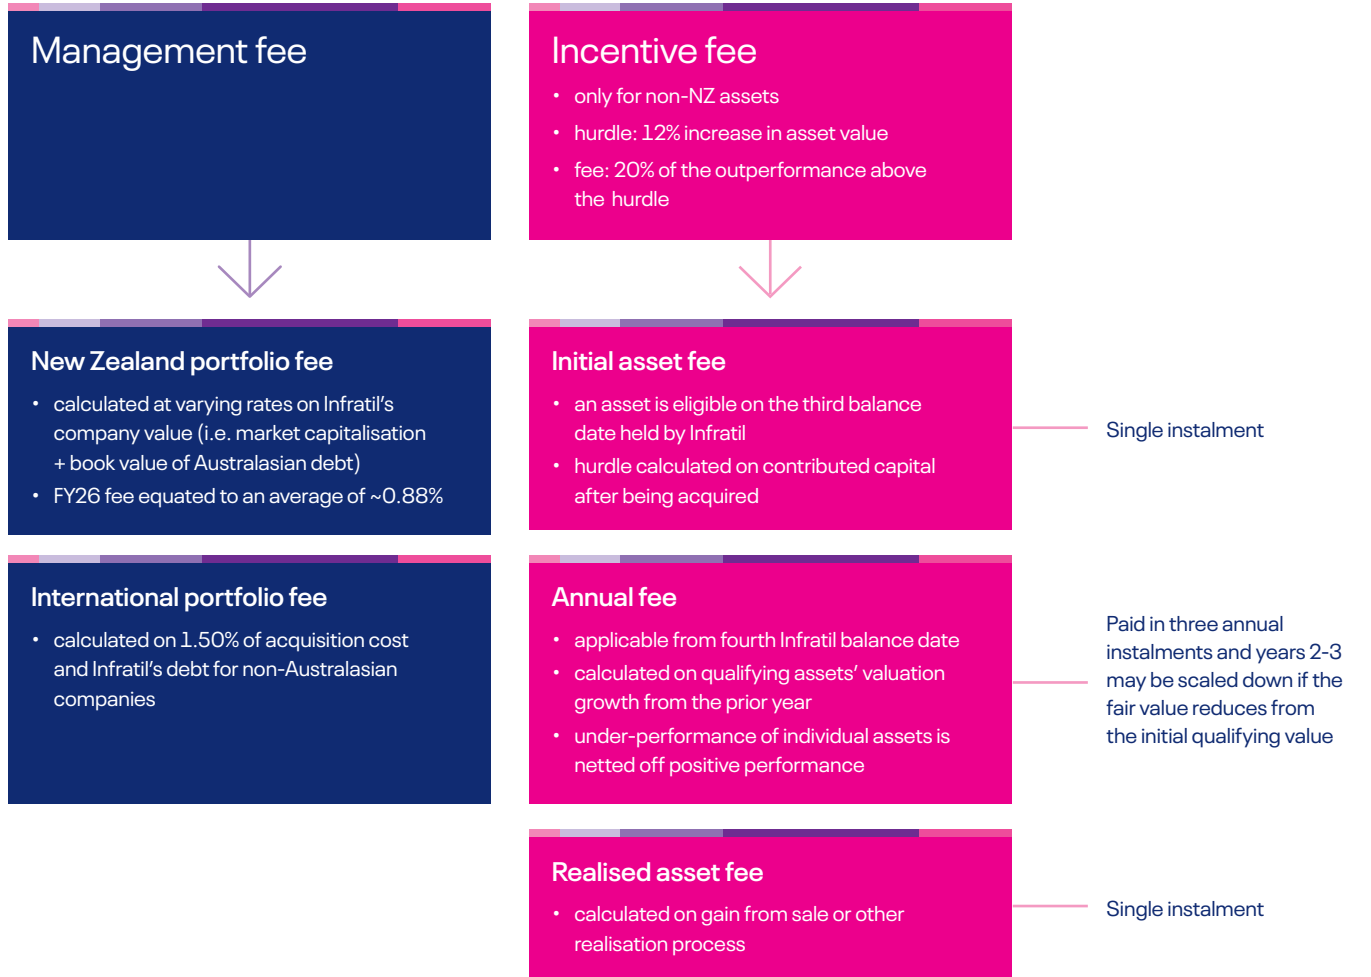 Management fee
Incentive fee
• only for non-NZ assets
• hurdle: 12% increase in asset value
• fee: 20% of the outperformance above
the hurdle
New Zealand portfolio fee
• calculated at varying rates on Infratil’s
company value (i.e. market capitalisation
+ book value of Australasian debt)
• FY26 fee equated to an average of ~0.88%
Initial asset fee
• an asset is eligible on the third balance
date held by Infratil
• hurdle calculated on contributed capital
after being acquired
Single instalment
International portfolio fee
• calculated on 1.50% of acquisition cost
and Infratil’s debt for non-Australasian
companies
Annual fee
• applicable from fourth Infratil balance date
• calculated on qualifying assets’ valuation
growth from the prior year
• under-performance of individual assets is
netted off positive performance
Paid in three annual
instalments and years 2-3
may be scaled down if the
fair value reduces from
the initial qualifying value
Realised asset fee
• calculated on gain from sale or other
realisation process
Single instalment